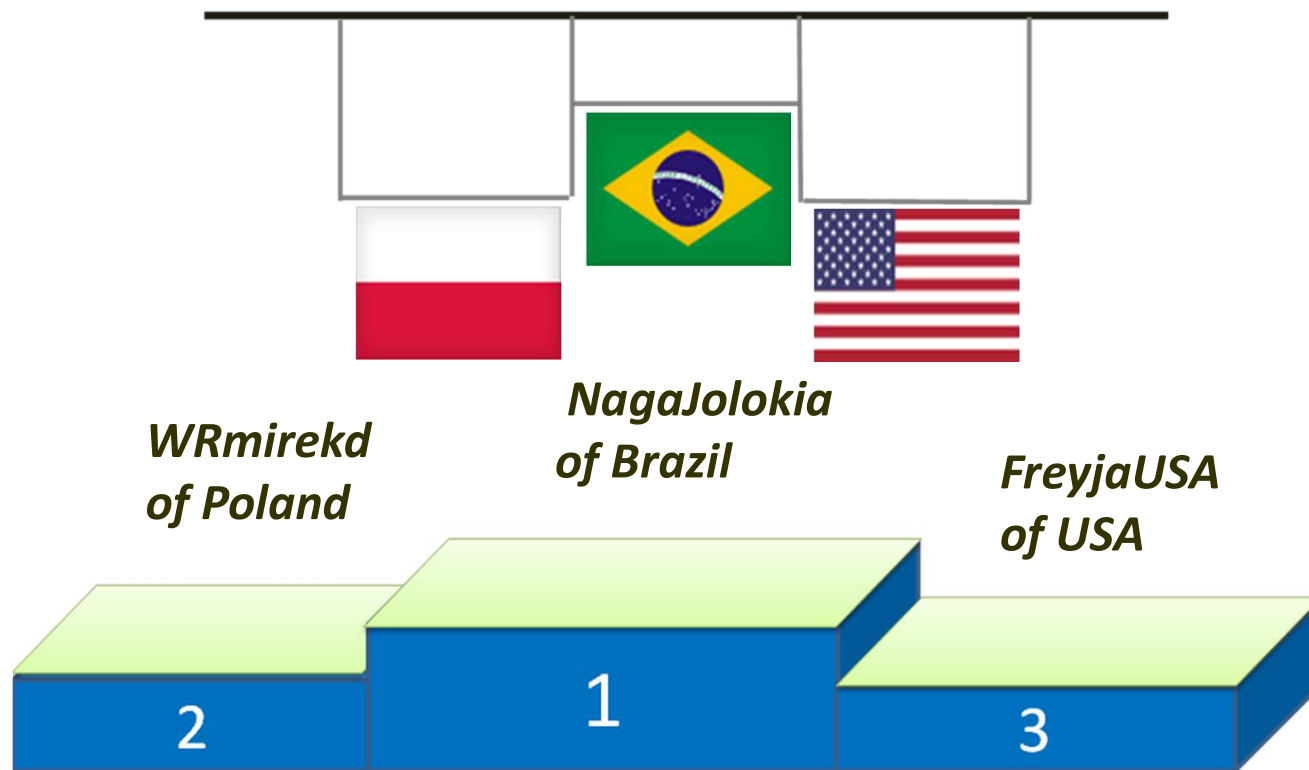 NagaJolokia
of Brazil
WRmirekd
of Poland
FreyjaUSA
of USA
2
1
3